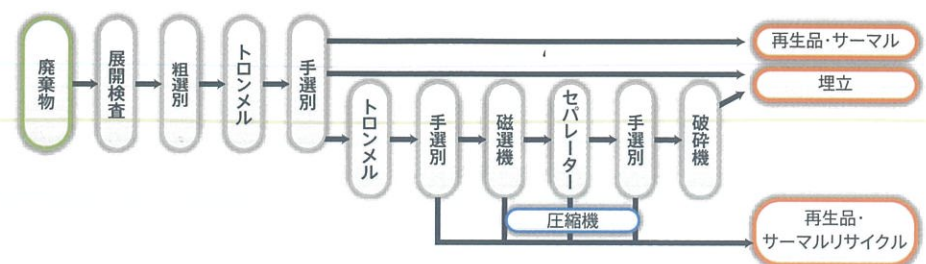 廃棄物
展開検査
粗選別
トロンメル
手選別
再生品・サーマル
埋立
トロンメル
手選別
磁選機
セパレーター
手選別
破砕機
圧縮機
再生品・
サーマルリサイクル